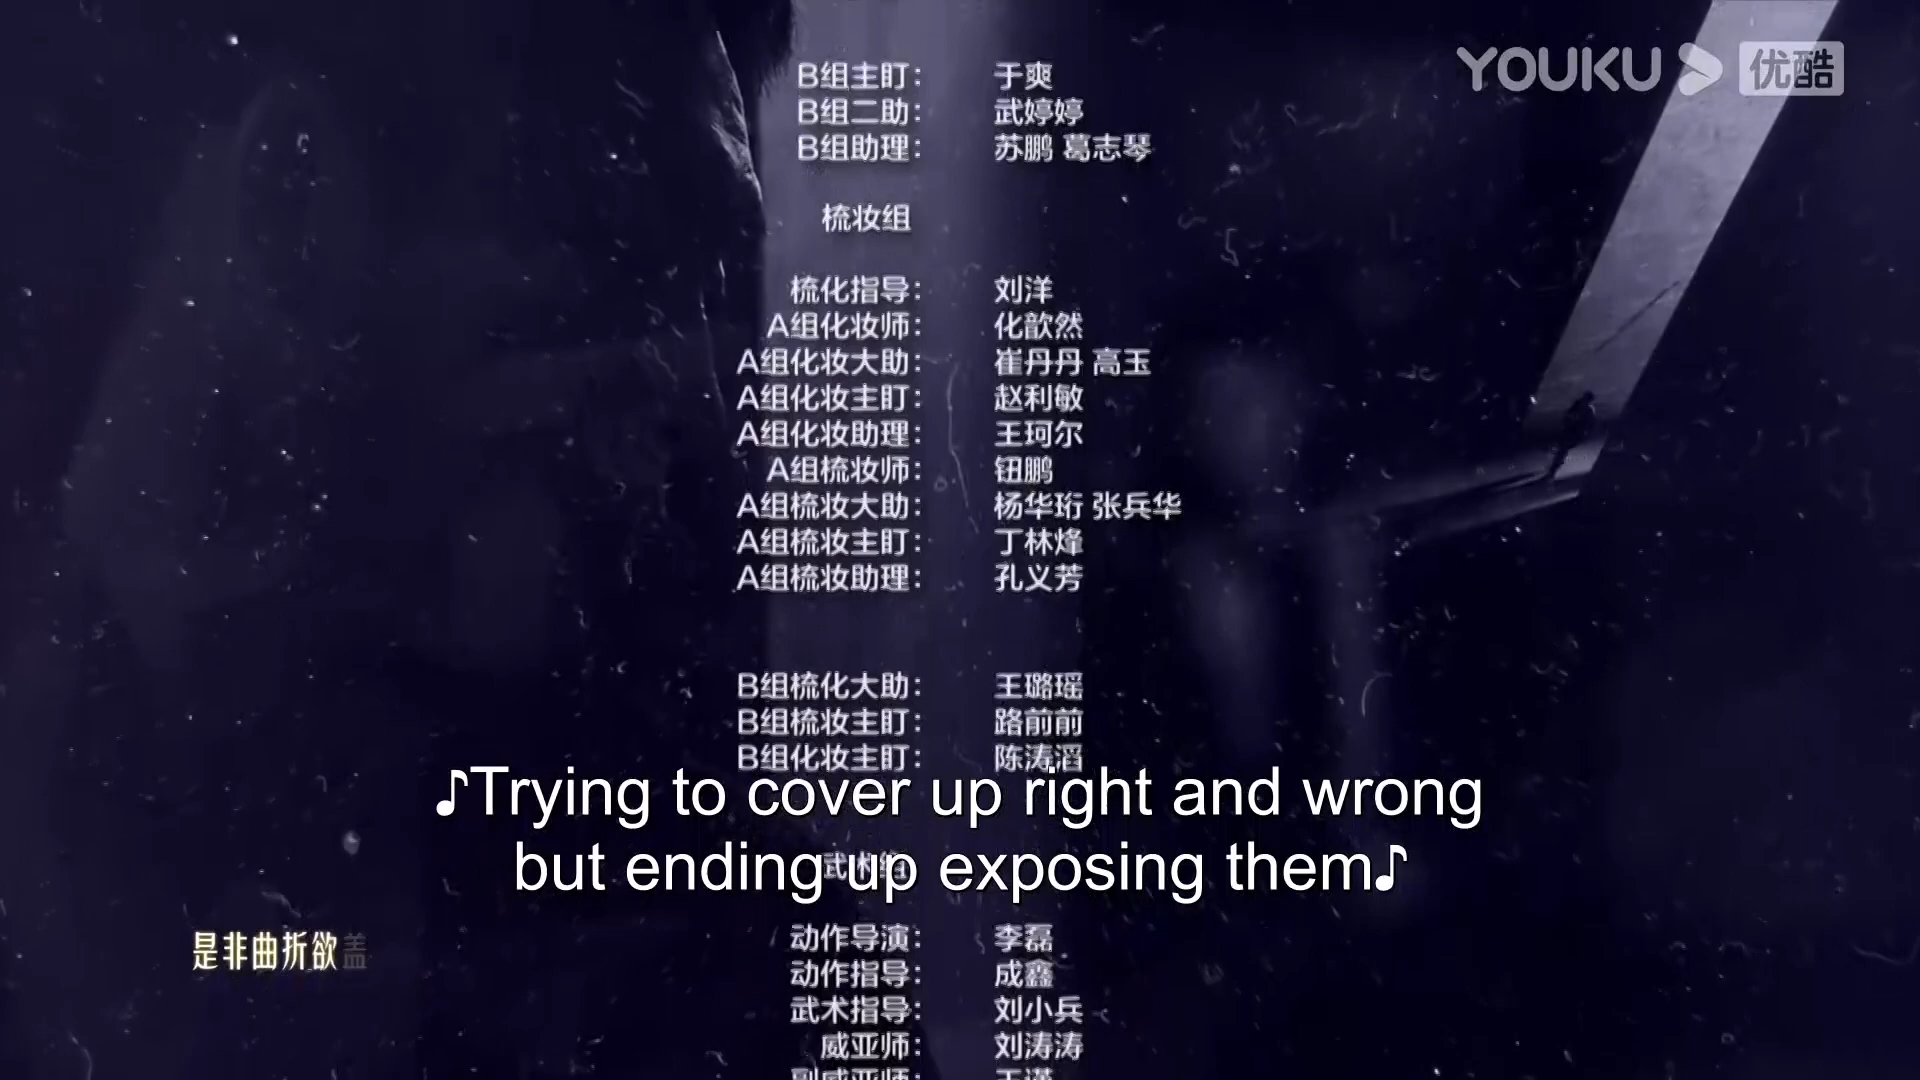 YOUKU 优酷
B组主盯： 于爽
B组二助： 武婷婷
B组助理： 苏鹏 葛志琴
梳妆组
梳化指导： 刘洋
A组化妆师： 化歆然
A组化妆大助： 崔丹丹 高玉
A组化妆主盯： 赵利敏
A组化妆助理： 王珂尔
A组梳妆师： 钮鹏
A组梳妆大助： 杨华珩 张兵华
A组梳妆主盯： 丁林烽
A组梳妆助理： 孔义芳
B组梳化大助： 王璐瑶
B组梳妆主盯： 路前前
B组化妆主盯： 陈涛滔
♪Trying to cover up right and wrong
but ending up exposing them♪
武术组
动作导演： 李磊
是非曲折欲盖
动作指导： 成鑫
武术指导： 刘小兵
威亚师： 刘涛涛
副威亚师：